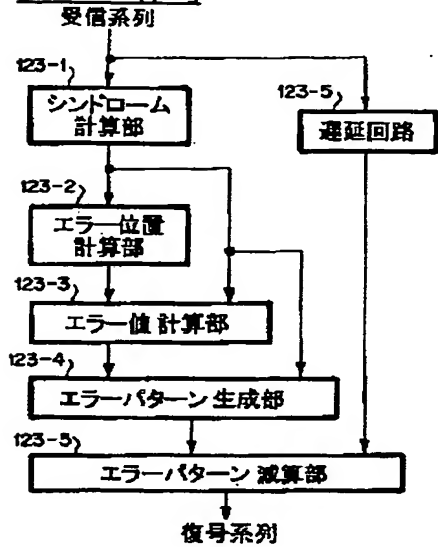 受信系列
123-1
シンドローム
計算部
123-5
遅延回路
123-2
エラー位置
計算部
123-3
エラー値 計算部
123-4
エラーパターン 生成部
123-5
エラーパターン 減算部
復号系列